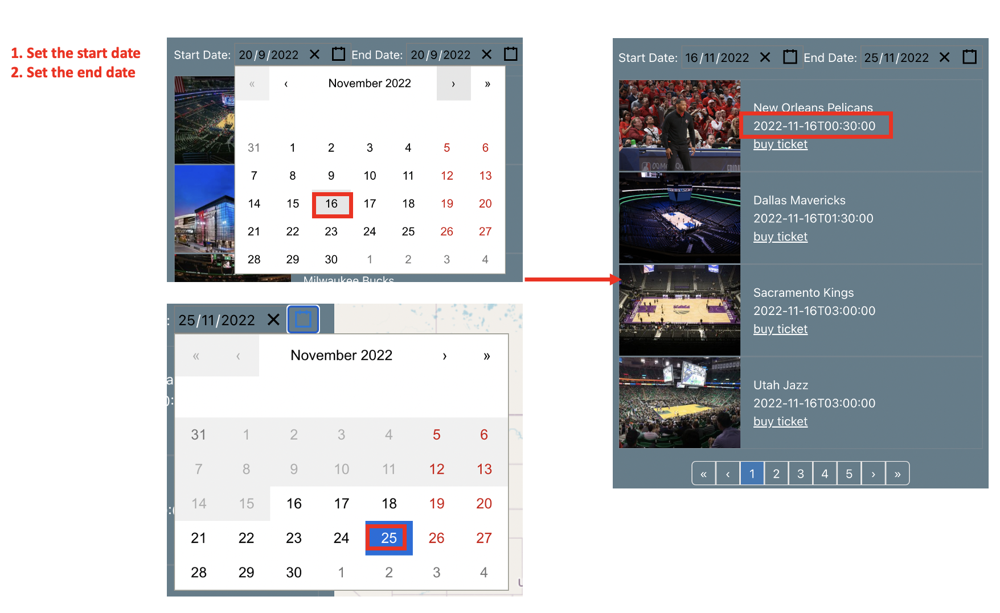 1. Set the start date
2. Set the end date
Start Date: 20/9/2022 End Date: 20/9/2022
« ‹ November 2022 › »
31 1 2 3 4 5 6
7 8 9 10 11 12 13
14 15 16 17 18 19 20
21 22 23 24 25 26 27
28 29 30 1 2 3 4
Milwaukee Bucks
: 25/11/2022
« ‹ November 2022 › »
31 1 2 3 4 5 6
7 8 9 10 11 12 13
14 15 16 17 18 19 20
21 22 23 24 25 26 27
28 29 30 1 2 3 4
Start Date: 16/11/2022 End Date: 25/11/2022
New Orleans Pelicans
2022-11-16T00:30:00
buy ticket
Dallas Mavericks
2022-11-16T01:30:00
buy ticket
Sacramento Kings
2022-11-16T03:00:00
buy ticket
Utah Jazz
2022-11-16T03:00:00
buy ticket
« ‹ 1 2 3 4 5 › »